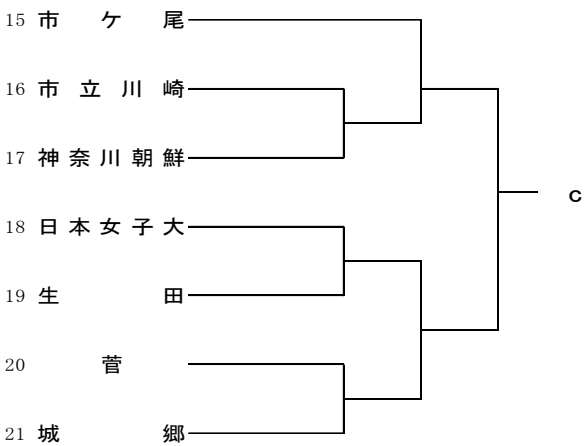 15 市ケ尾
16 市立川崎
17 神奈川朝鮮
C
18 日本女子大
19 生田
20 菅
21 城郷